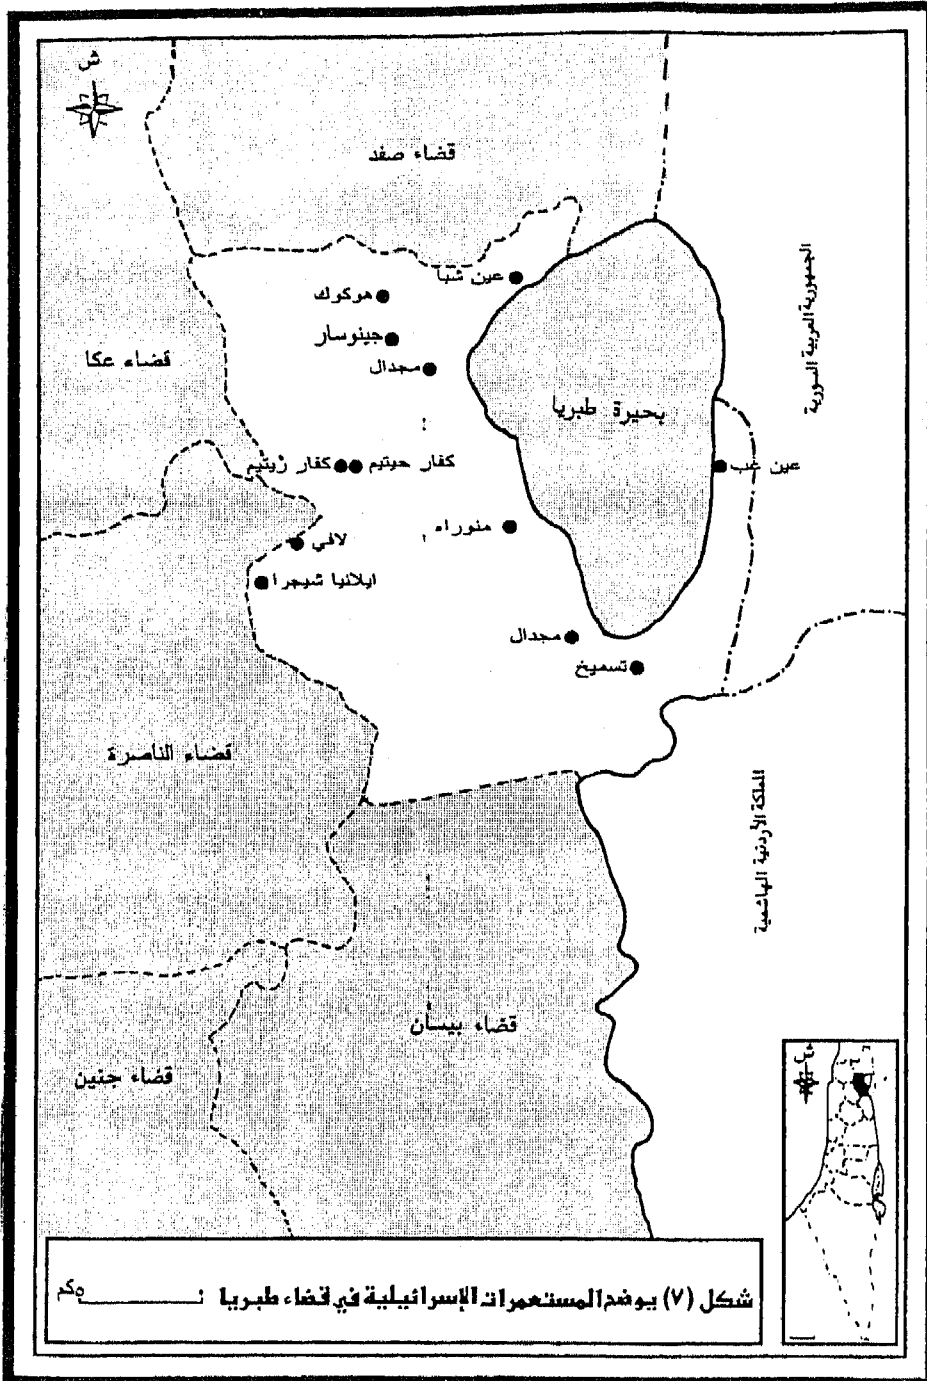 ش
قضاء صفد
عين شبا
هوكوك
جينوسار
مجدال
قضاء عكا
بحيرة طبريا
الجمهورية العربية السورية
كفار حيتيم
كفار زيتيم
عين غب
منوراه
لافي
ايلانيا شيجرا
مجدال
تسميخ
قضاء الناصرة
المملكة الأردنية الهاشمية
قضاء بيسان
قضاء جنين
شكل (٧) يوضح المستعمرات الإسرائيلية في قضاء طبريا
٥كم